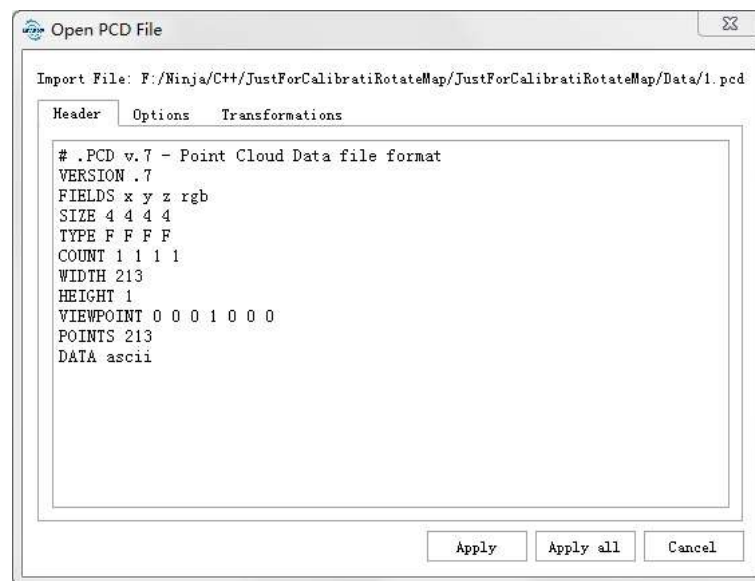 Open PCD File
Import File: F:/Ninja/C++/JustForCalibratiRotateMap/JustForCalibratiRotateMap/Data/1.pcd
Header Options Transformations
# .PCD v.7 - Point Cloud Data file format
VERSION .7
FIELDS x y z rgb
SIZE 4 4 4 4
TYPE F F F F
COUNT 1 1 1 1
WIDTH 213
HEIGHT 1
VIEWPOINT 0 0 0 1 0 0 0
POINTS 213
DATA ascii
Apply Apply all Cancel